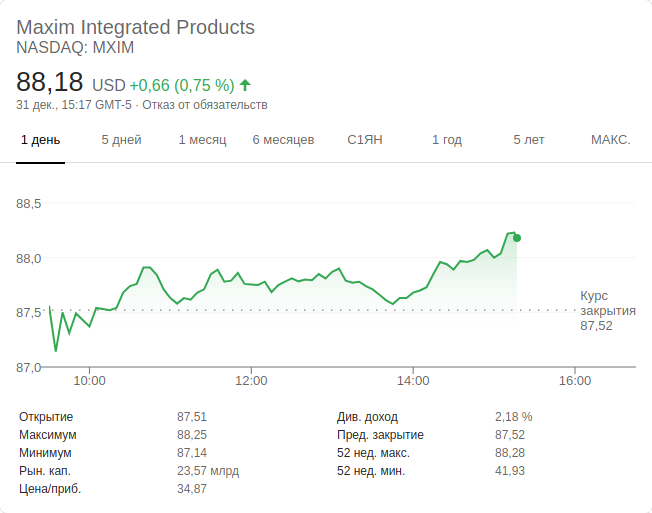 Maxim Integrated Products
NASDAQ: MXIM
88,18 USD +0,66 (0,75 %)
31 дек., 15:17 GMT-5 · Отказ от обязательств
1 день 5 дней 1 месяц 6 месяцев С1ЯН 1 год 5 лет МАКС.
88,5
88,0
87,5
87,0
Курс
закрытия
87,52
10:00 12:00 14:00 16:00
Открытие 87,51 Див. доход 2,18 %
Максимум 88,25 Пред. закрытие 87,52
Минимум 87,14 52 нед. макс. 88,28
Рын. кап. 23,57 млрд 52 нед. мин. 41,93
Цена/приб. 34,87